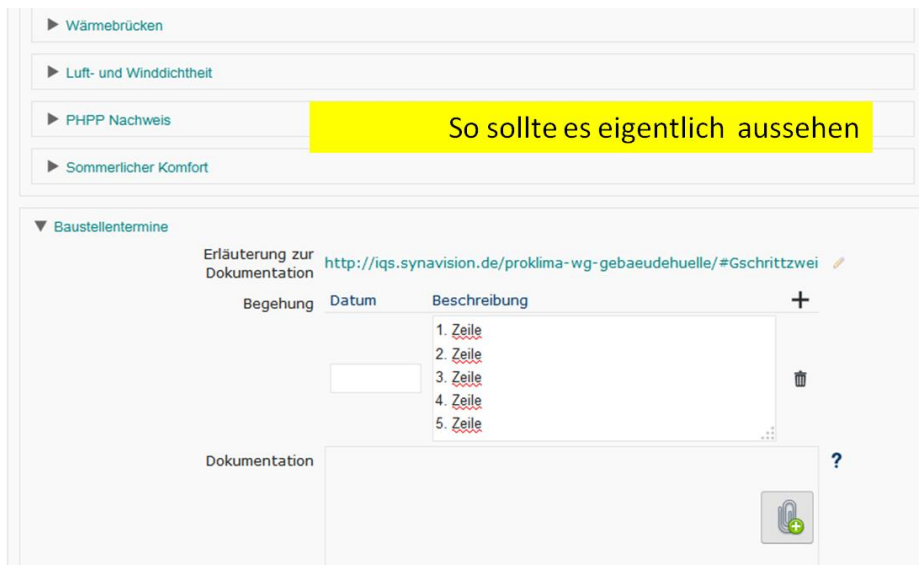 Wärmebrücken
Luft- und Winddichtheit
PHPP Nachweis
So sollte es eigentlich aussehen
Sommerlicher Komfort
Baustellentermine
Erläuterung zur
Dokumentation
http://iqs.synavision.de/proklima-wg-gebaeudehuelle/#Gschrittzwei
Begehung
Datum
Beschreibung
1. Zeile
2. Zeile
3. Zeile
4. Zeile
5. Zeile
Dokumentation
?